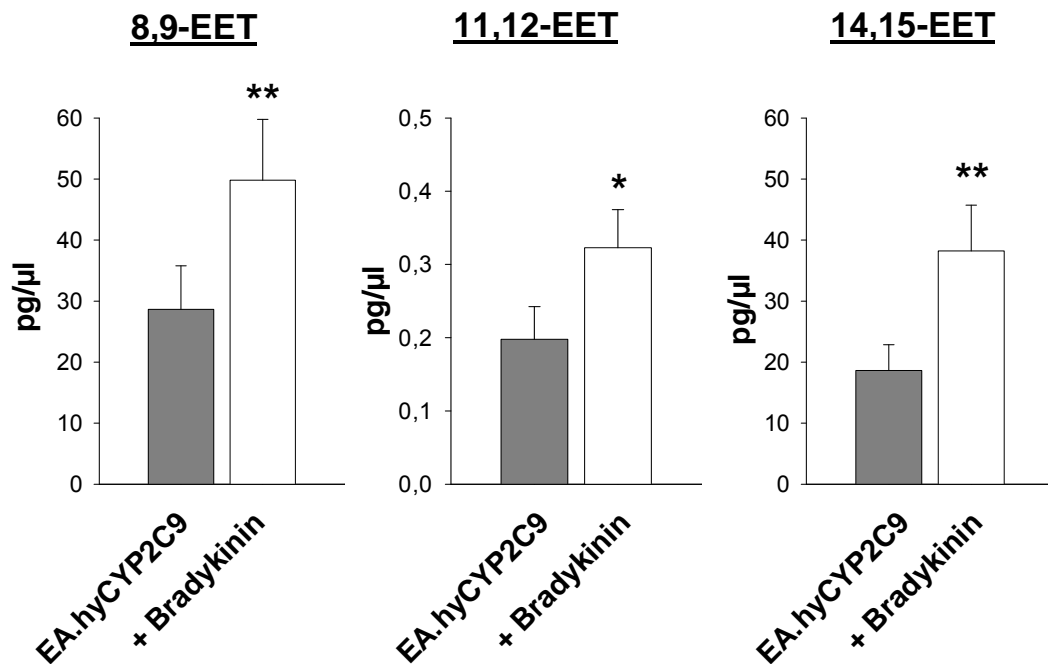 8,9-EET
11,12-EET
14,15-EET
**
*
**
pg/µl
60
50
40
30
20
10
0
EA.hyCYP2C9
+ Bradykinin
pg/µl
0,5
0,4
0,3
0,2
0,1
0,0
EA.hyCYP2C9
+ Bradykinin
pg/µl
60
50
40
30
20
10
0
EA.hyCYP2C9
+ Bradykinin